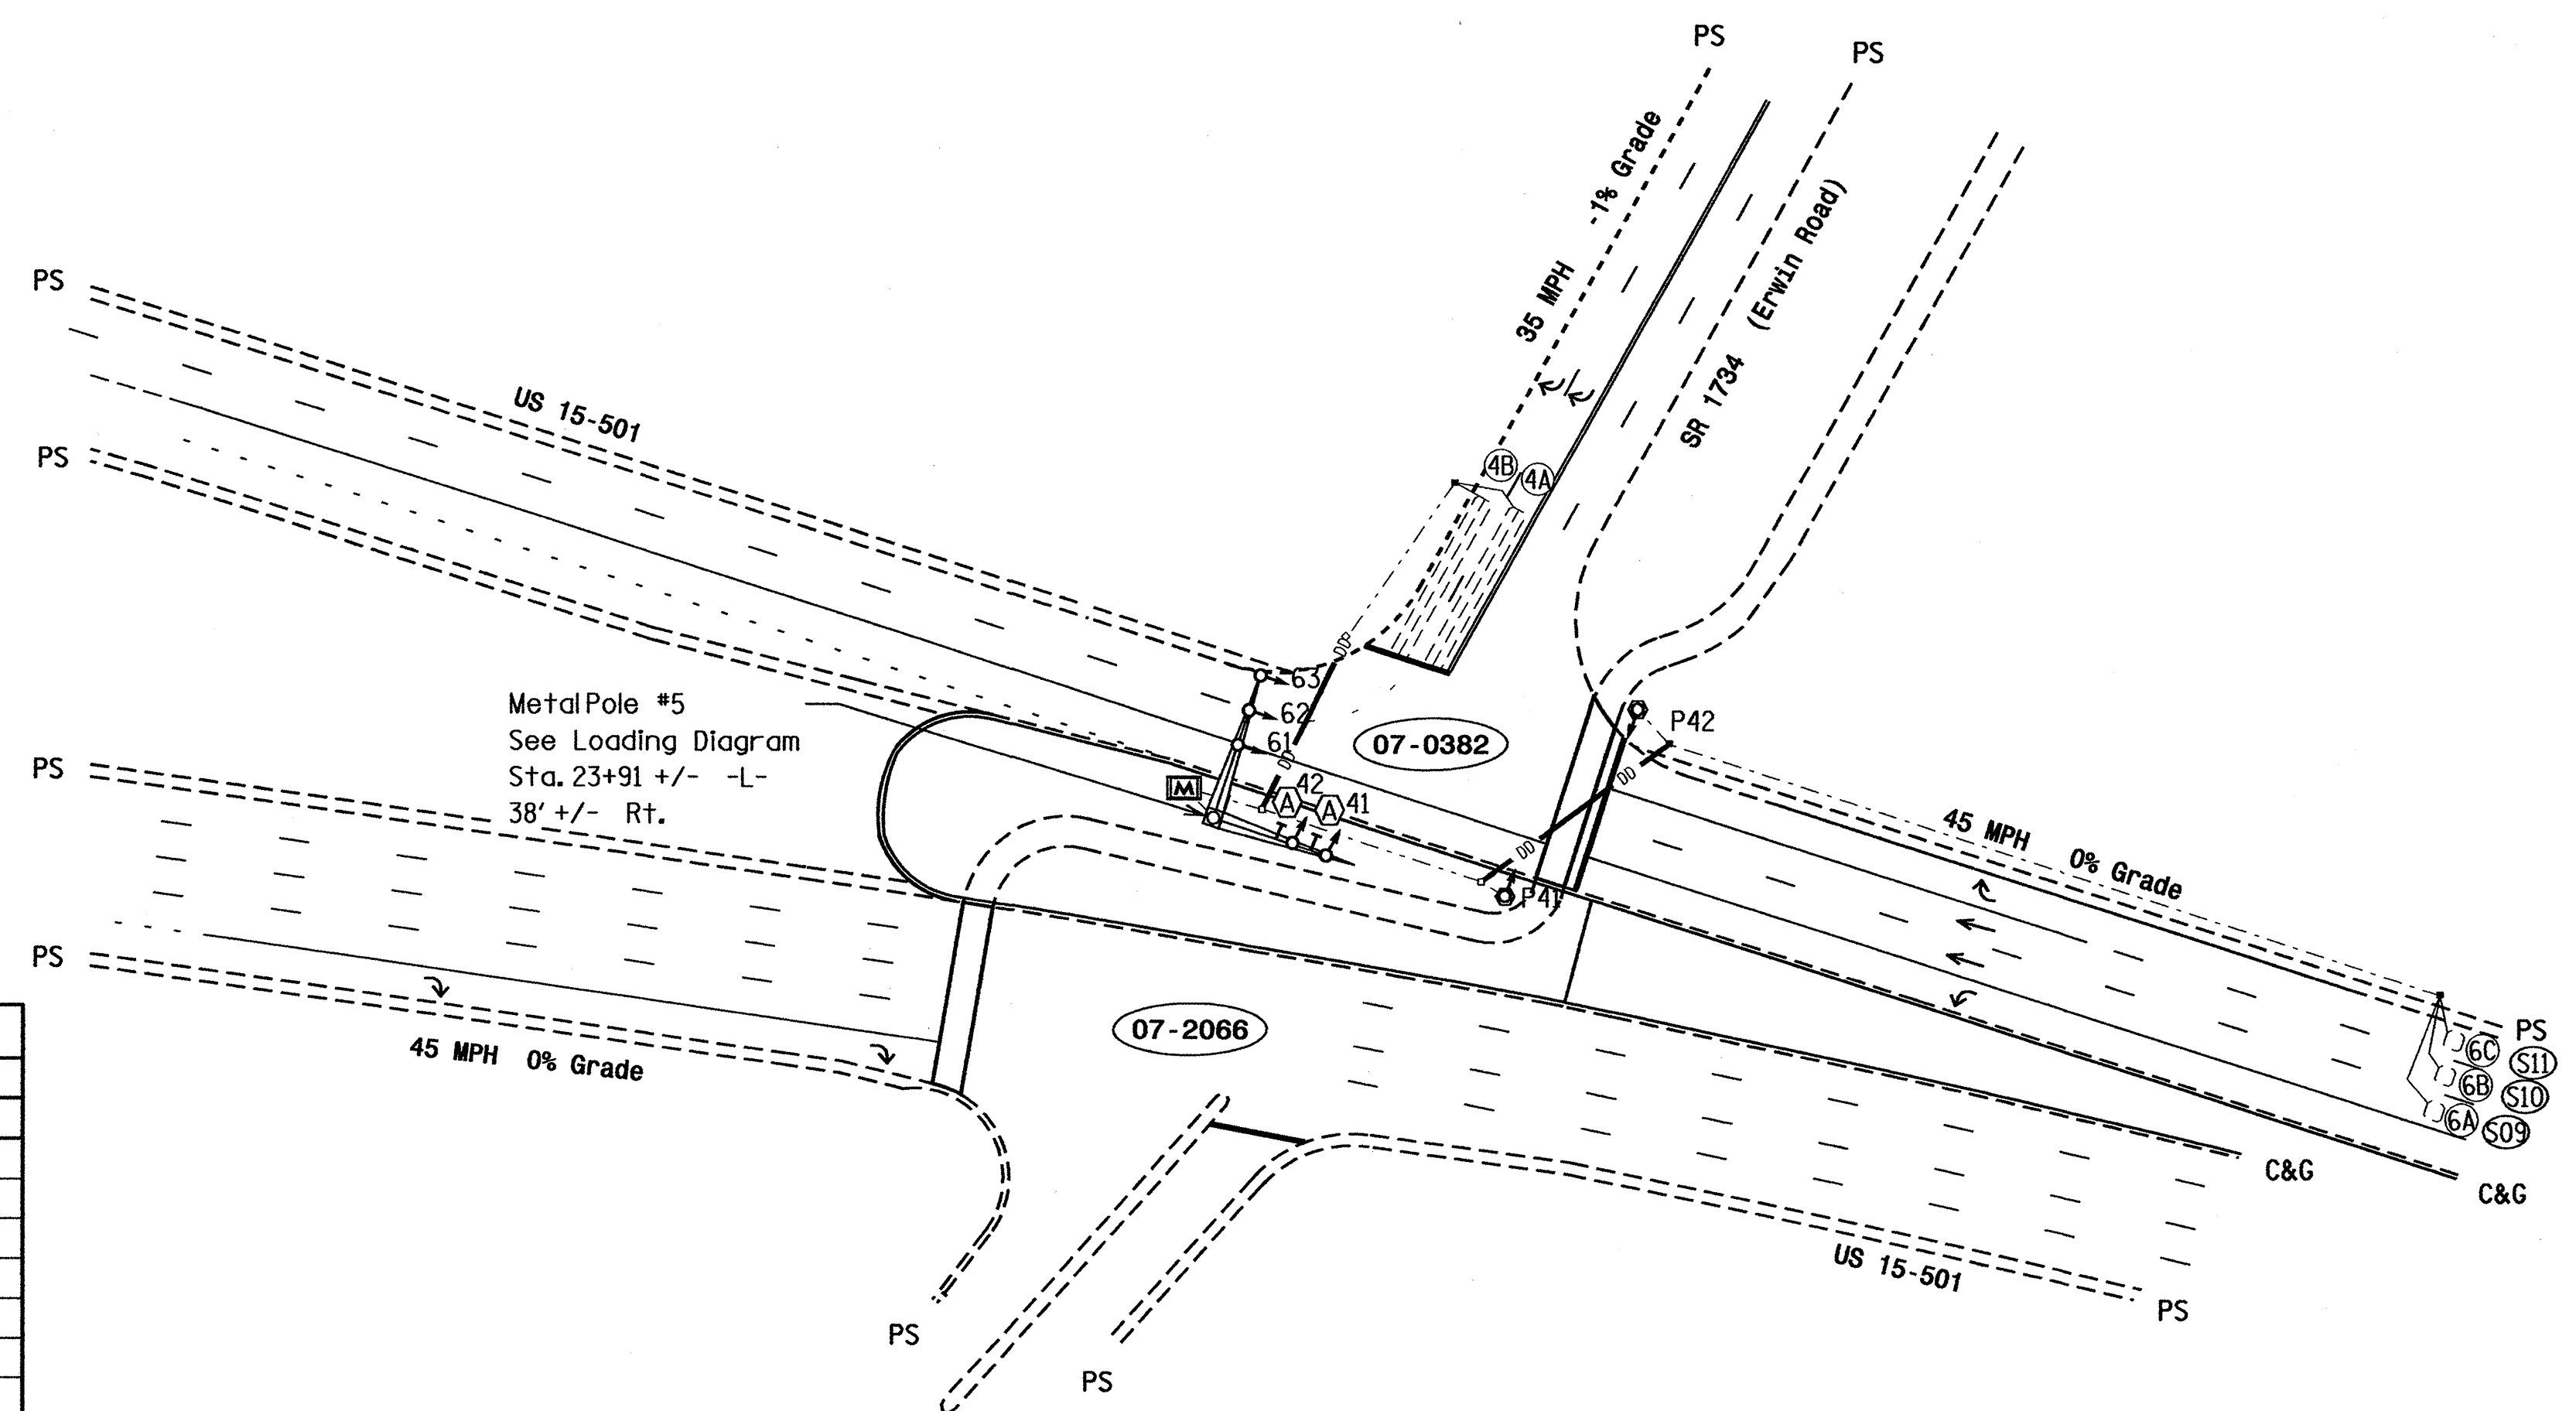 PS
PS
-1% Grade
35 MPH
SR 1734 (Erwin Road)
PS
US 15-501
PS
4B
4A
63
62
61
Metal Pole #5
See Loading Diagram
Sta. 23+91 +/- -L-
38' +/- Rt.
07-0382
P42
M
42
A
A
41
P41
PS
45 MPH 0% Grade
PS
45 MPH 0% Grade
07-2066
PS
6C
S11
6B
S10
6A
S09
C&G
C&G
US 15-501
PS
PS
PS